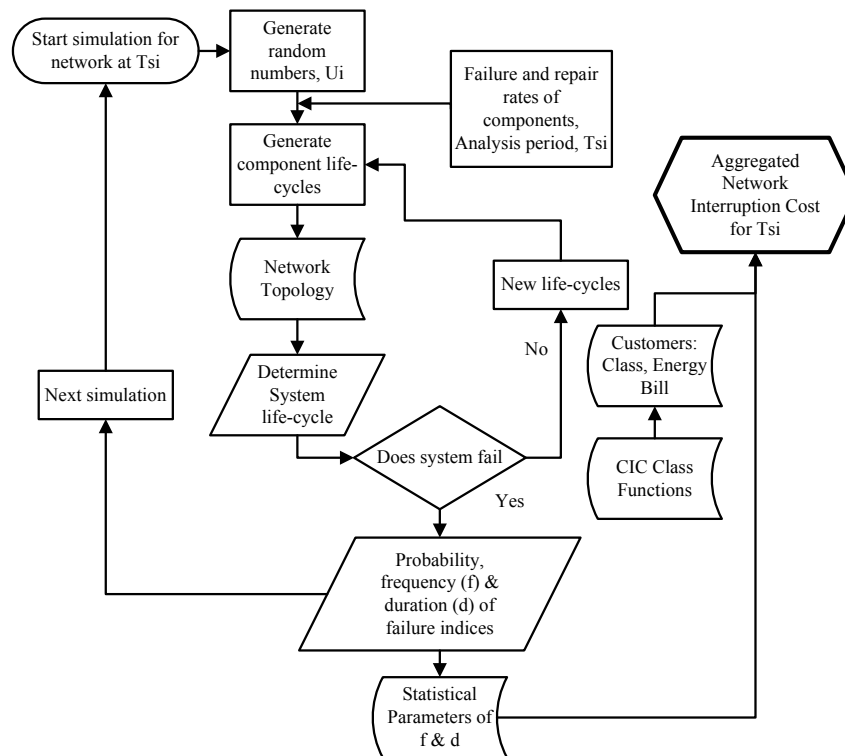 Start simulation for
network at Tsi
Generate
random
numbers, Ui
Failure and repair
rates of
components,
Analysis period, Tsi
Generate
component life-
cycles
Aggregated
Network
Interruption Cost
for Tsi
Network
Topology
New life-cycles
No
Customers:
Class, Energy
Bill
Determine
System
life-cycle
Next simulation
Does system fail
CIC Class
Functions
Yes
Probability,
frequency (f) &
duration (d) of
failure indices
Statistical
Parameters of
f & d